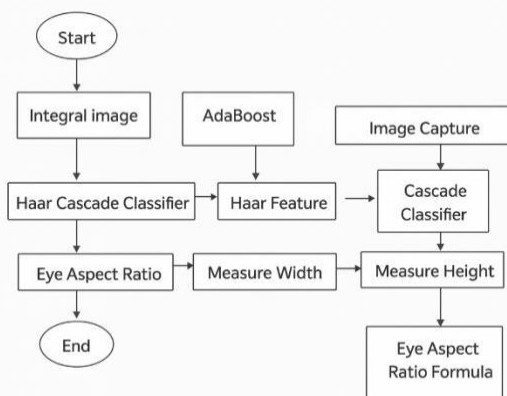 Start
Integral image
AdaBoost
Image Capture
Haar Cascade Classifier
Haar Feature
Cascade
Classifier
Eye Aspect Ratio
Measure Width
Measure Height
End
Eye Aspect
Ratio Formula